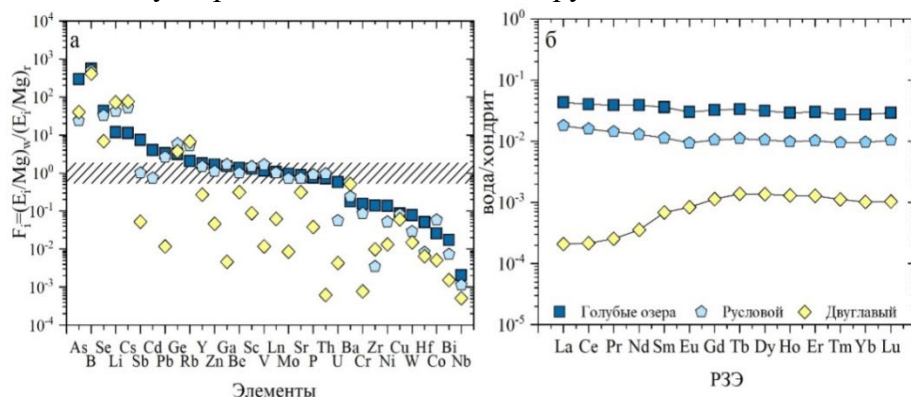 а
F_i=(E_i/Mg)_w/(E_i/Mg)_r
10^4
10^3
10^2
10^1
10^0
10^-1
10^-2
10^-3
10^-4
As Se Cs Cd Ge Y Ga Sc Ln Sr Th Ba Zr Cu Hf Bi
B Li Sb Pb Rb Zn Be V Mo P U Cr Ni W Co Nb
Элементы
б
вода/хондрит
10^0
10^-1
10^-2
10^-3
10^-4
10^-5
Голубые озера Русловой Двуглавый
La Ce Pr Nd Sm Eu Gd Tb Dy Ho Er Tm Yb Lu
РЗЭ